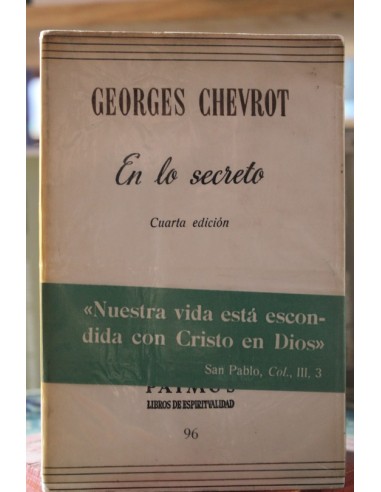 GEORGES CHEVROT
En lo secreto
Cuarta edición
«Nuestra vida está escon-
dida con Cristo en Dios»
San Pablo, Col., III, 3
PATMOS
LIBROS DE ESPIRITVALIDAD
96